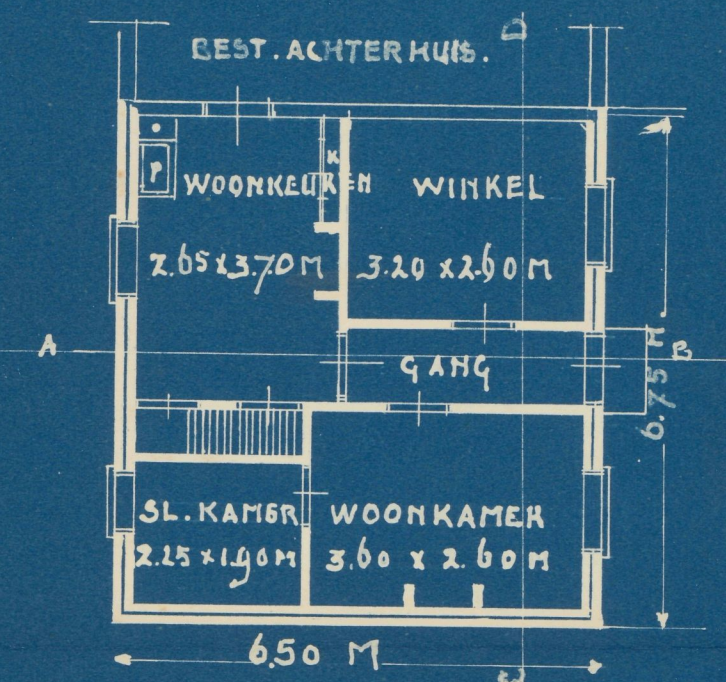 BEST. ACHTERHUIS.
D
K
P
WOONKEUKEN
WINKEL
2.65 x 3.70 M
3.20 x 2.60 M
A
GANG
B
6.75 M.
SL. KAMER
WOONKAMER
2.25 x 1.90 M
3.60 x 2.60 M
6.50 M